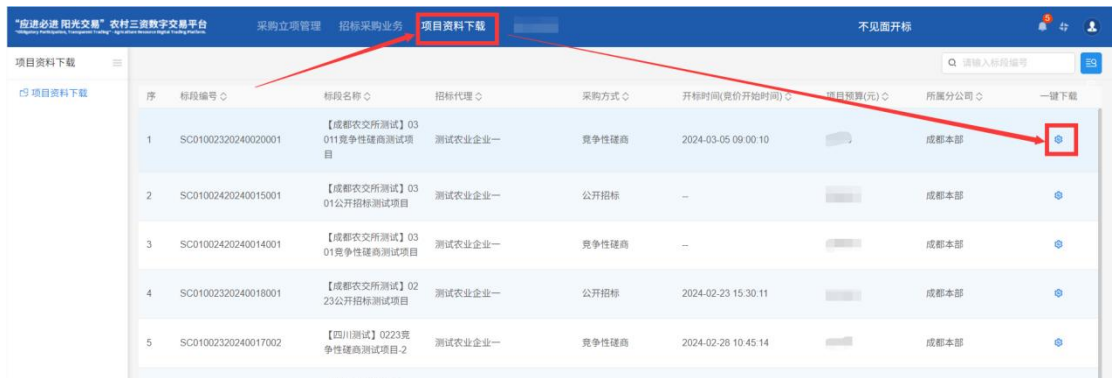 “应进必进 阳光交易”农村三资数字交易平台 采购立项管理 招标采购业务 项目资料下载 不见面开标 5
"Obligatory Participation, Transparent Trading" - Agriculture Resource Digital Trading Platform.
项目资料下载 请输入标段编号
项目资料下载
序 标段编号 标段名称 招标代理 采购方式 开标时间(竞价开始时间) 项目预算(元) 所属分公司 一键下载
1 SC01002320240020001 【成都农交所测试】03
011竞争性磋商测试项
目 测试农业企业一 竞争性磋商 2024-03-05 09:00:10 成都本部
2 SC01002420240015001 【成都农交所测试】03
01公开招标测试项目 测试农业企业一 公开招标 -- 成都本部
3 SC01002420240014001 【成都农交所测试】03
01竞争性磋商测试项目 测试农业企业一 竞争性磋商 -- 成都本部
4 SC01002320240018001 【成都农交所测试】02
23公开招标测试项目 测试农业企业一 公开招标 2024-02-23 15:30:11 成都本部
5 SC01002320240017002 【四川测试】0223竞
争性磋商测试项目-2 测试农业企业一 竞争性磋商 2024-02-28 10:45:14 成都本部